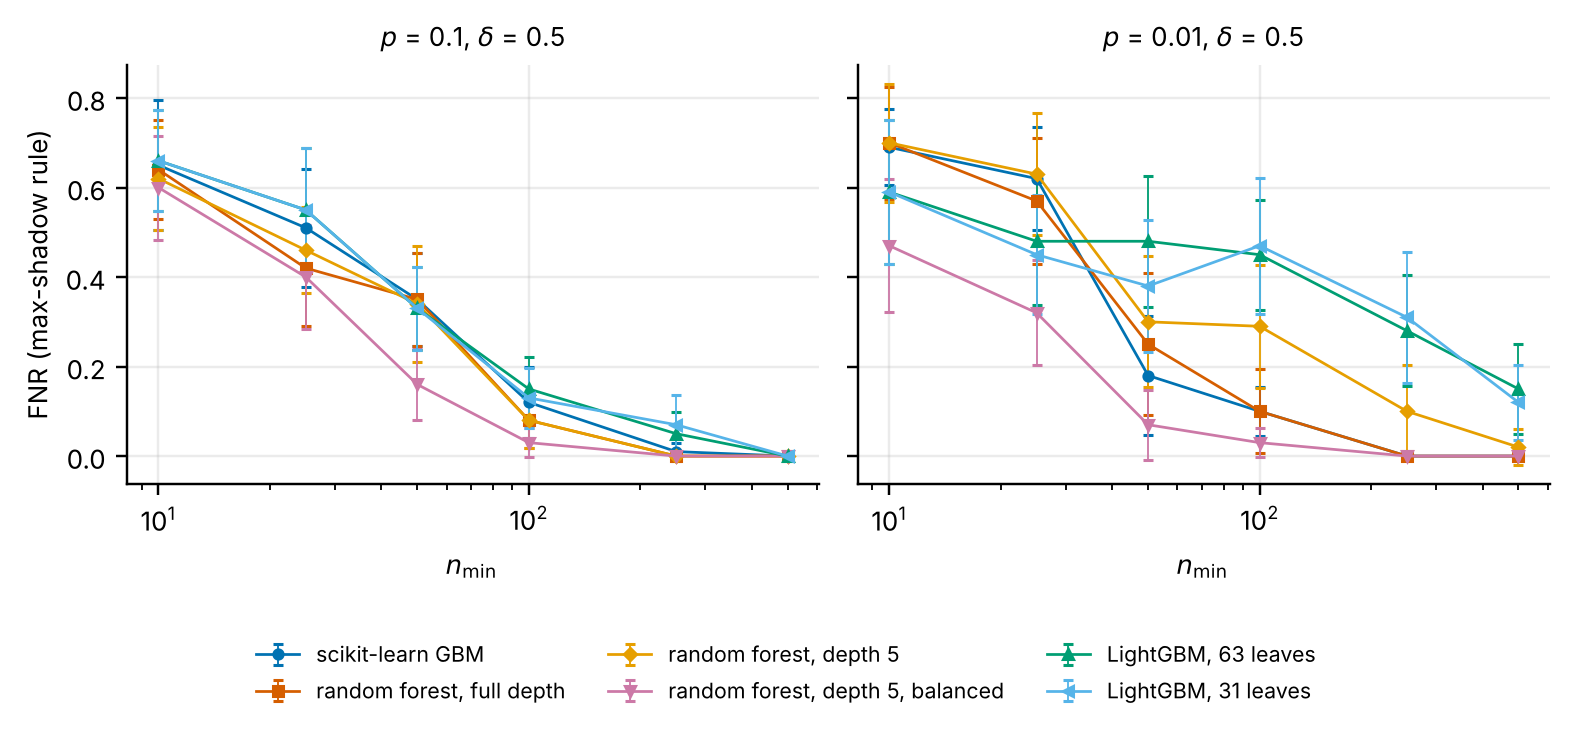 p = 0.1, δ = 0.5
p = 0.01, δ = 0.5
FNR (max-shadow rule)
0.8
0.6
0.4
0.2
0.0
10¹
10²
10¹
10²
n_min
n_min
scikit-learn GBM
random forest, depth 5
LightGBM, 63 leaves
random forest, full depth
random forest, depth 5, balanced
LightGBM, 31 leaves